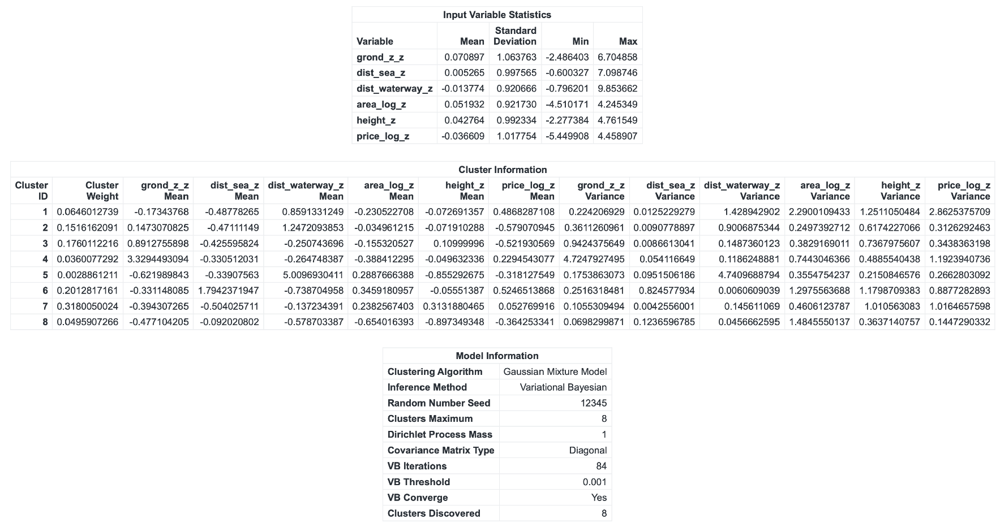 Input Variable Statistics
Variable Mean Standard Deviation Min Max
grond_z_z 0.070897 1.063763 -2.486403 6.704858
dist_sea_z 0.005265 0.997565 -0.600327 7.098746
dist_waterway_z -0.013774 0.920666 -0.796201 9.853662
area_log_z 0.051932 0.921730 -4.510171 4.245349
height_z 0.042764 0.992334 -2.277384 4.761549
price_log_z -0.036609 1.017754 -5.449908 4.458907
Cluster Information
Cluster ID Cluster Weight grond_z_z Mean dist_sea_z Mean dist_waterway_z Mean area_log_z Mean height_z Mean price_log_z Mean grond_z_z Variance dist_sea_z Variance dist_waterway_z Variance area_log_z Variance height_z Variance price_log_z Variance
1 0.0646012739 -0.17343768 -0.48778265 0.8591331249 -0.230522708 -0.072691357 0.4868287108 0.224206929 0.0125229279 1.428942902 2.2900109433 1.2511050484 2.8625375709
2 0.1516162091 0.1473070825 -0.47111149 1.2472093853 -0.034961215 -0.071910288 -0.579070945 0.3611260961 0.0090778897 0.9006875344 0.2497392712 0.6174227066 0.3126292463
3 0.1760112216 0.8912755898 -0.425595824 -0.250743696 -0.155320527 0.10999996 -0.521930569 0.9424375649 0.0086613041 0.1487360123 0.3829169011 0.7367975607 0.3438363198
4 0.0360077292 3.3294493094 -0.330512031 -0.264748387 -0.388412295 -0.049632336 0.2294543077 4.7247927495 0.054116649 0.1186248881 0.7443046366 0.4885540438 1.1923940736
5 0.0028861211 -0.621989843 -0.33907563 5.0096930411 0.2887666388 -0.855292675 -0.318127549 0.1753863073 0.0951506186 4.7409688794 0.3554754237 0.2150846576 0.2662803092
6 0.2012817161 -0.331148085 1.7942371947 -0.738704958 0.3459180957 -0.05551387 0.5246513868 0.2516318481 0.824577934 0.0060609039 1.2975563688 1.1798709383 0.8877282893
7 0.3180050024 -0.394307265 -0.504025711 -0.137234391 0.2382567403 0.3131880465 0.052769916 0.1055309494 0.0042556001 0.145611069 0.4606123787 1.010563083 1.0164657598
8 0.0495907266 -0.477104205 -0.092020802 -0.578703387 -0.654016393 -0.897349348 -0.364253341 0.0698299871 0.1236596785 0.0456662595 1.4845550137 0.3637140757 0.1447290332
Model Information
Clustering Algorithm Gaussian Mixture Model
Inference Method Variational Bayesian
Random Number Seed 12345
Clusters Maximum 8
Dirichlet Process Mass 1
Covariance Matrix Type Diagonal
VB Iterations 84
VB Threshold 0.001
VB Converge Yes
Clusters Discovered 8